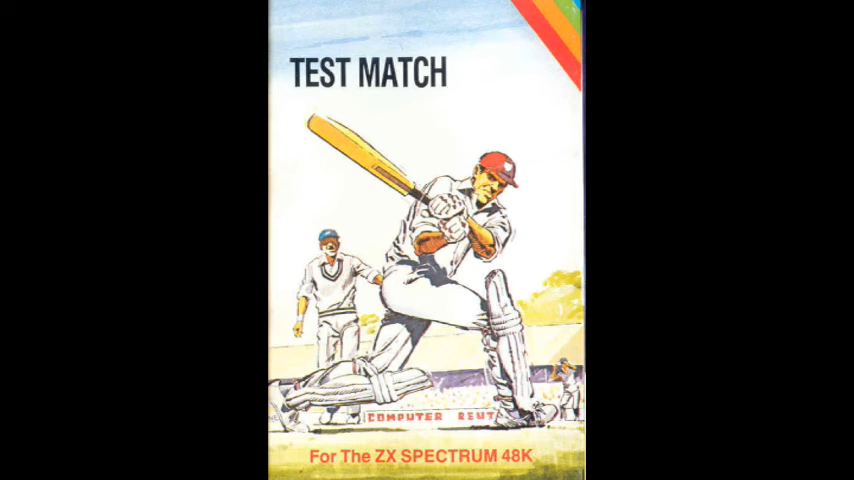 TEST MATCH
COMPUTER RENT
For The ZX SPECTRUM 48K